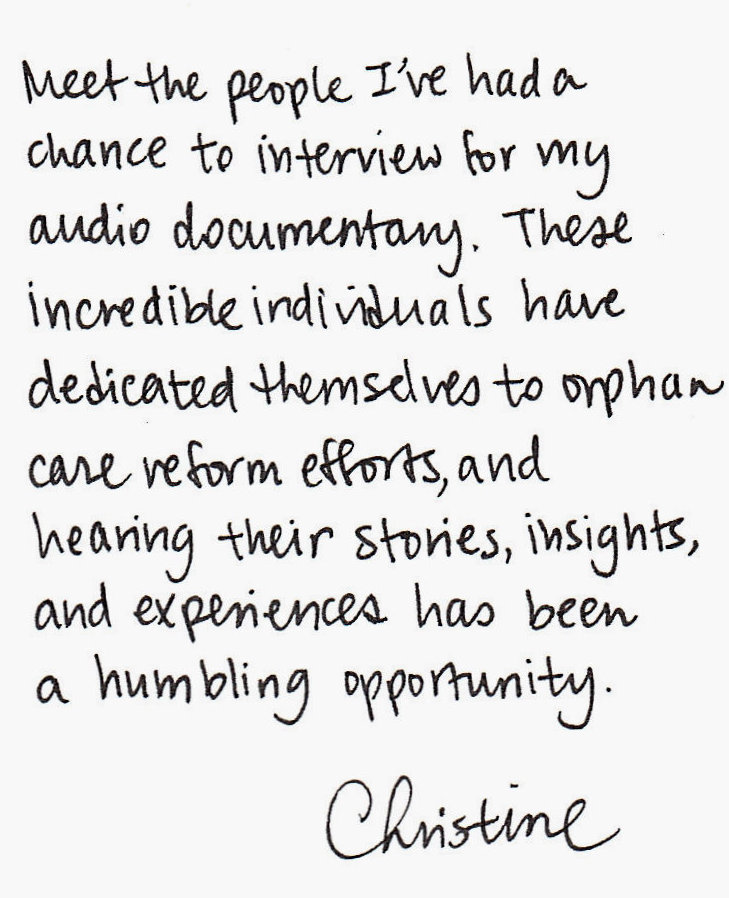 Meet the people I've had a
chance to interview for my
audio documentary. These
incredible individuals have
dedicated themselves to orphan
care reform efforts, and
hearing their stories, insights,
and experiences has been
a humbling opportunity.
Christine